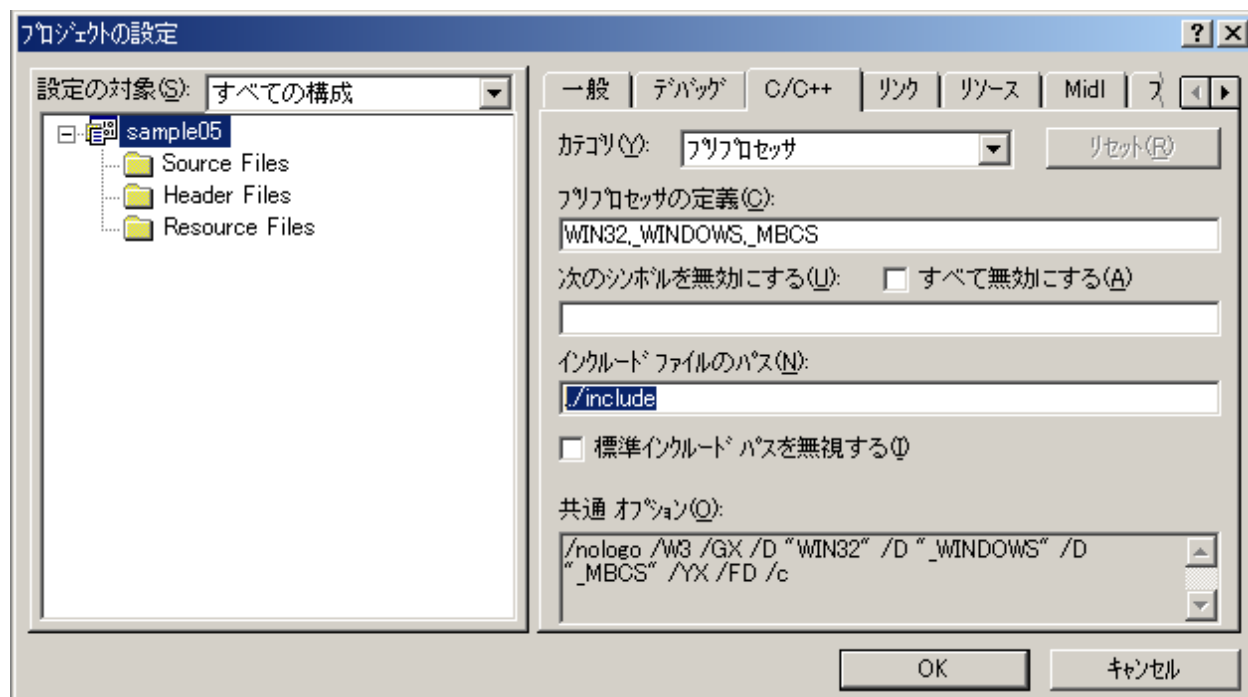 ﾌﾟﾛｼﾞｪｸﾄの設定
設定の対象(S):
すべての構成
sample05
Source Files
Header Files
Resource Files
一般
ﾃﾞﾊﾞｯｸﾞ
C/C++
ﾘﾝｸ
ﾘｿｰｽ
Midl
ｶﾃｺﾞﾘ(Y):
ﾌﾟﾘﾌﾟﾛｾｯｻ
ﾘｾｯﾄ(R)
ﾌﾟﾘﾌﾟﾛｾｯｻの定義(C):
WIN32,_WINDOWS,_MBCS
次のｼﾝﾎﾞﾙを無効にする(U):
すべて無効にする(A)
ｲﾝｸﾙｰﾄﾞ ﾌｧｲﾙのﾊﾟｽ(N):
./include
標準ｲﾝｸﾙｰﾄﾞ ﾊﾟｽを無視する(I)
共通 ｵﾌﾟｼｮﾝ(O):
/nologo /W3 /GX /D "WIN32" /D "_WINDOWS" /D
"_MBCS" /YX /FD /c
OK
ｷｬﾝｾﾙ